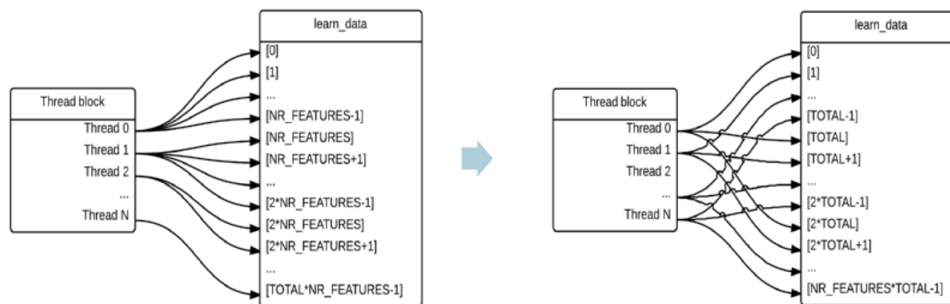 learn_data
[0]
[1]
...
[NR_FEATURES-1]
[NR_FEATURES]
[NR_FEATURES+1]
...
[2*NR_FEATURES-1]
[2*NR_FEATURES]
[2*NR_FEATURES+1]
...
[TOTAL*NR_FEATURES-1]
Thread block
Thread 0
Thread 1
Thread 2
...
Thread N
learn_data
[0]
[1]
...
[TOTAL-1]
[TOTAL]
[TOTAL+1]
...
[2*TOTAL-1]
[2*TOTAL]
[2*TOTAL+1]
...
[NR_FEATURES*TOTAL-1]
Thread block
Thread 0
Thread 1
Thread 2
...
Thread N